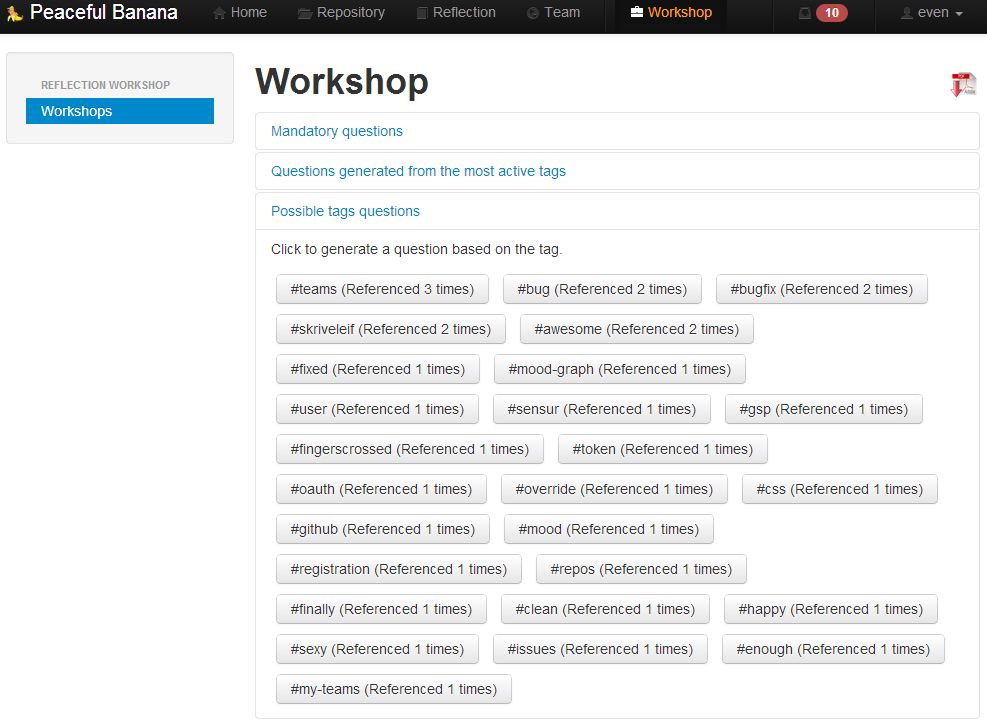 Peaceful Banana Home Repository Reflection Team Workshop 10 even
REFLECTION WORKSHOP
Workshops
Workshop
Mandatory questions
Questions generated from the most active tags
Possible tags questions
Click to generate a question based on the tag.
#teams (Referenced 3 times) #bug (Referenced 2 times) #bugfix (Referenced 2 times)
#skriveleif (Referenced 2 times) #awesome (Referenced 2 times)
#fixed (Referenced 1 times) #mood-graph (Referenced 1 times)
#user (Referenced 1 times) #sensur (Referenced 1 times) #gsp (Referenced 1 times)
#fingerscrossed (Referenced 1 times) #token (Referenced 1 times)
#oauth (Referenced 1 times) #override (Referenced 1 times) #css (Referenced 1 times)
#github (Referenced 1 times) #mood (Referenced 1 times)
#registration (Referenced 1 times) #repos (Referenced 1 times)
#finally (Referenced 1 times) #clean (Referenced 1 times) #happy (Referenced 1 times)
#sexy (Referenced 1 times) #issues (Referenced 1 times) #enough (Referenced 1 times)
#my-teams (Referenced 1 times)